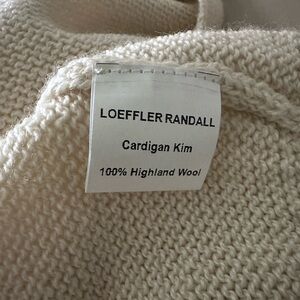 LOEFFLER RANDALL
Cardigan Kim
100% Highland Wool